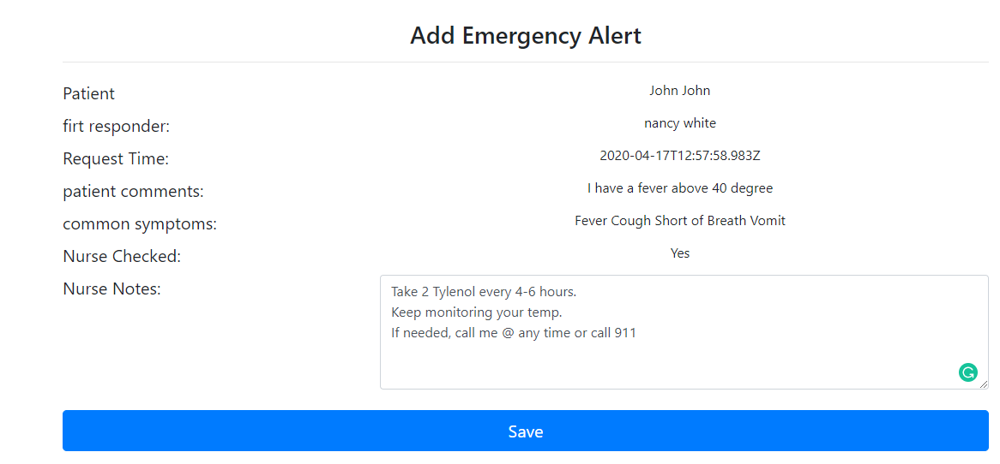 Add Emergency Alert
Patient John John
firt responder: nancy white
Request Time: 2020-04-17T12:57:58.983Z
patient comments: I have a fever above 40 degree
common symptoms: Fever Cough Short of Breath Vomit
Nurse Checked: Yes
Nurse Notes: Take 2 Tylenol every 4-6 hours.
Keep monitoring your temp.
If needed, call me @ any time or call 911
Save